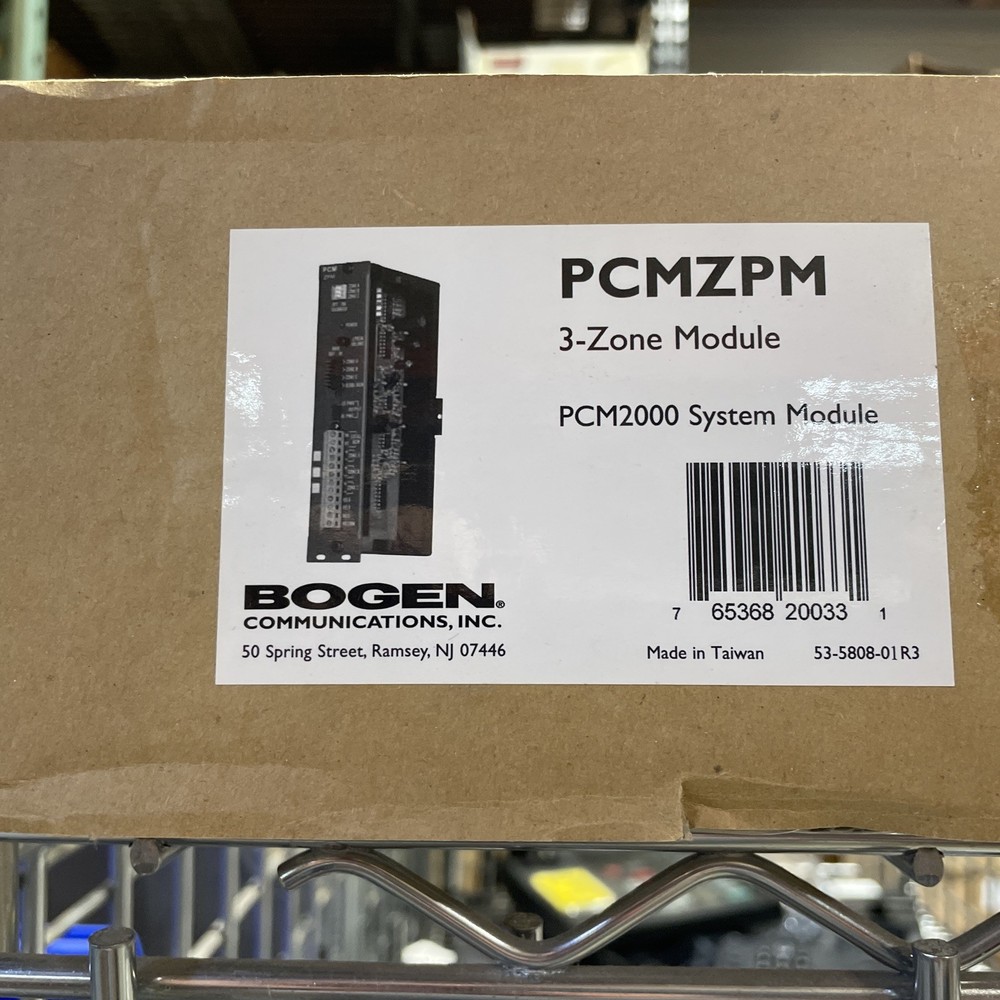 PCMZPM
3-Zone Module
PCM2000 System Module
PCM
BOGEN®
COMMUNICATIONS, INC.
50 Spring Street, Ramsey, NJ 07446
7 65368 20033 1
Made in Taiwan 53-5808-01R3